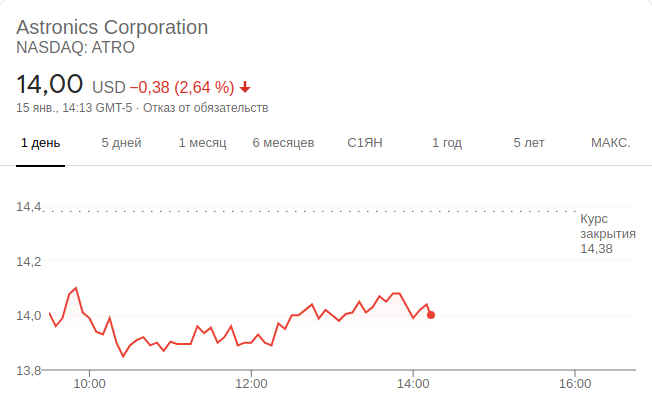 Astronics Corporation
NASDAQ: ATRO
14,00 USD −0,38 (2,64 %)
15 янв., 14:13 GMT-5 · Отказ от обязательств
1 день 5 дней 1 месяц 6 месяцев С1ЯН 1 год 5 лет МАКС.
14,4
Курс
закрытия
14,38
14,2
14,0
13,8
10:00 12:00 14:00 16:00